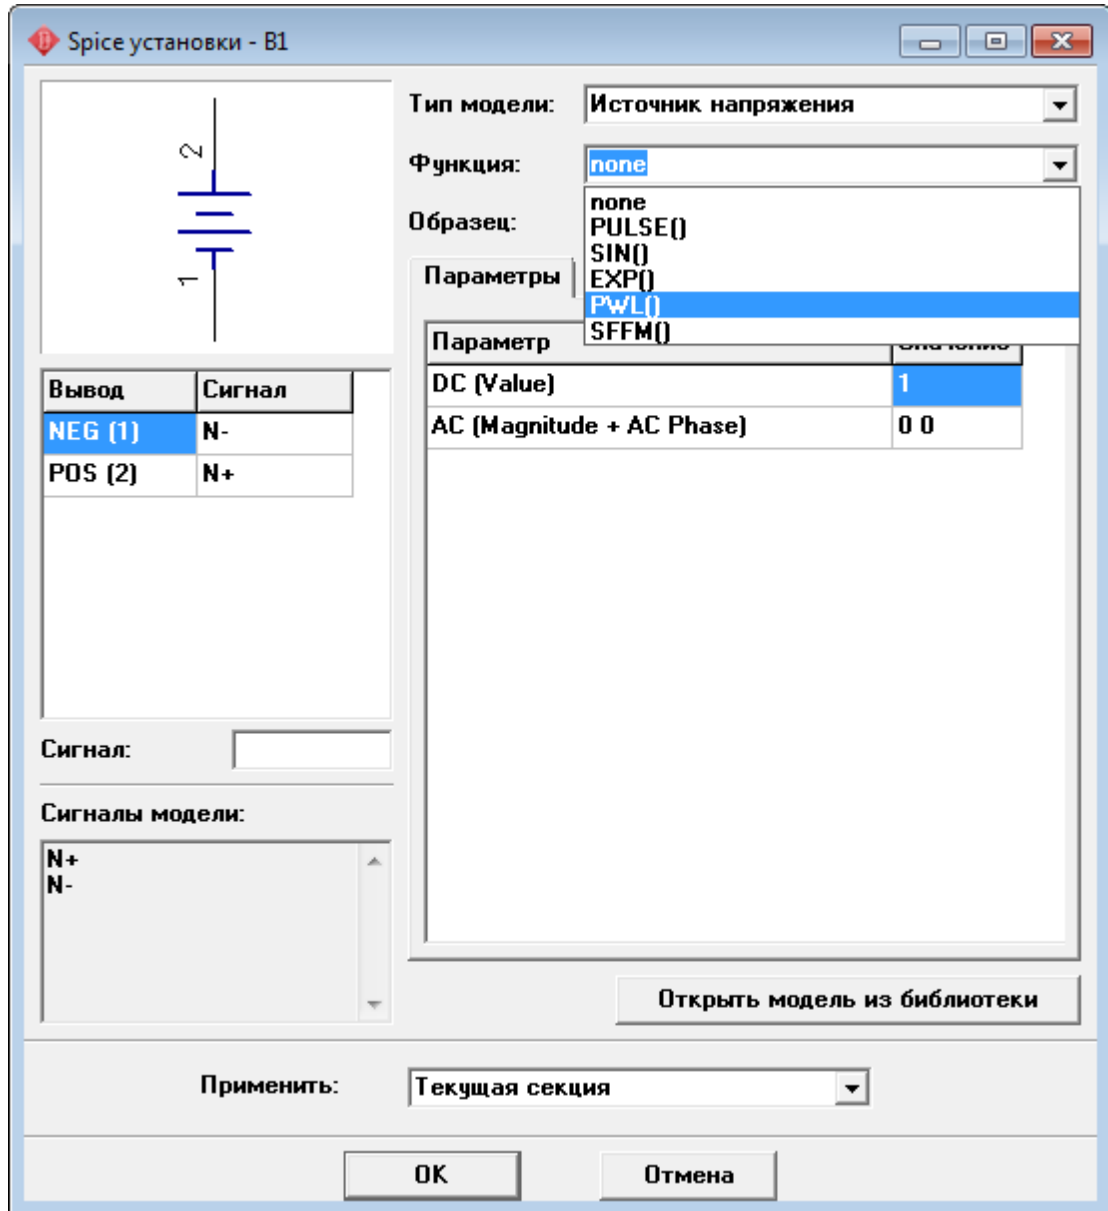 Spice установки - B1
2
1
Тип модели: Источник напряжения
Функция: none
none
PULSE()
SIN()
EXP()
PWL()
SFFM()
Образец:
Параметры
Параметр
DC (Value) 1
AC (Magnitude + AC Phase) 0 0
Вывод Сигнал
NEG (1) N-
POS (2) N+
Сигнал:
Сигналы модели:
N+
N-
Открыть модель из библиотеки
Применить: Текущая секция
OK Отмена